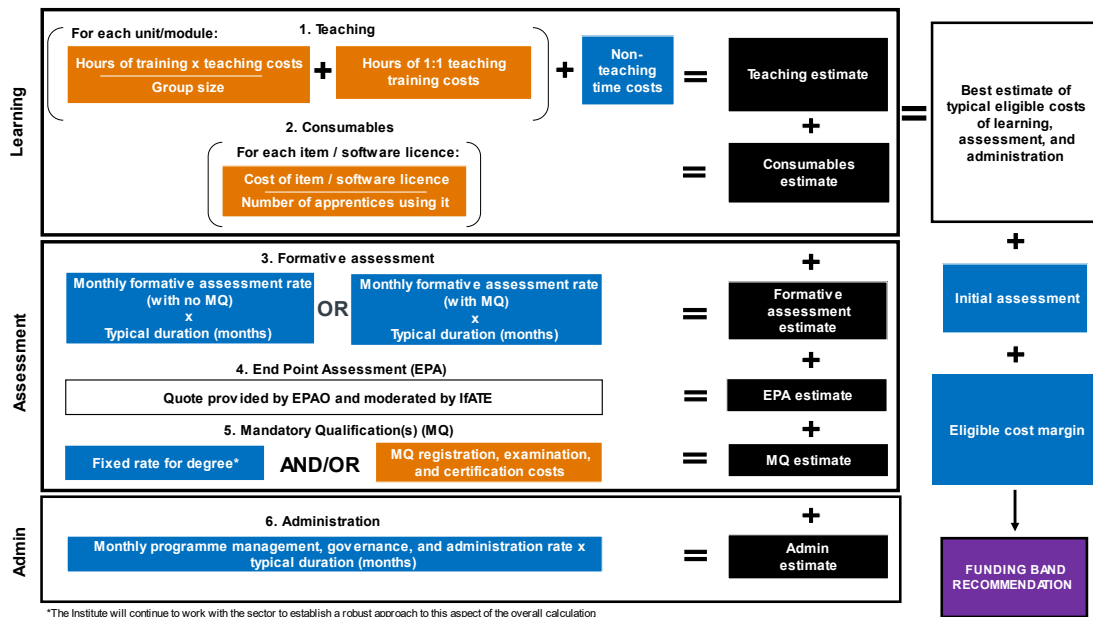 Learning
For each unit/module:
1. Teaching
Hours of training x teaching costs
Group size
+
Hours of 1:1 teaching
training costs
+
Non-
teaching
time costs
=
Teaching estimate
+
2. Consumables
For each item / software licence:
Cost of item / software licence
Number of apprentices using it
=
Consumables
estimate
+
Assessment
3. Formative assessment
Monthly formative assessment rate
(with no MQ)
x
Typical duration (months)
OR
Monthly formative assessment rate
(with MQ)
x
Typical duration (months)
=
Formative
assessment
estimate
+
4. End Point Assessment (EPA)
Quote provided by EPAO and moderated by IfATE
=
EPA estimate
+
5. Mandatory Qualification(s) (MQ)
Fixed rate for degree*
AND/OR
MQ registration, examination,
and certification costs
=
MQ estimate
+
Admin
6. Administration
Monthly programme management, governance, and administration rate x
typical duration (months)
=
Admin
estimate
=
Best estimate of
typical eligible costs
of learning,
assessment, and
administration
+
Initial assessment
+
Eligible cost margin
FUNDING BAND
RECOMMENDATION
*The Institute will continue to work with the sector to establish a robust approach to this aspect of the overall calculation